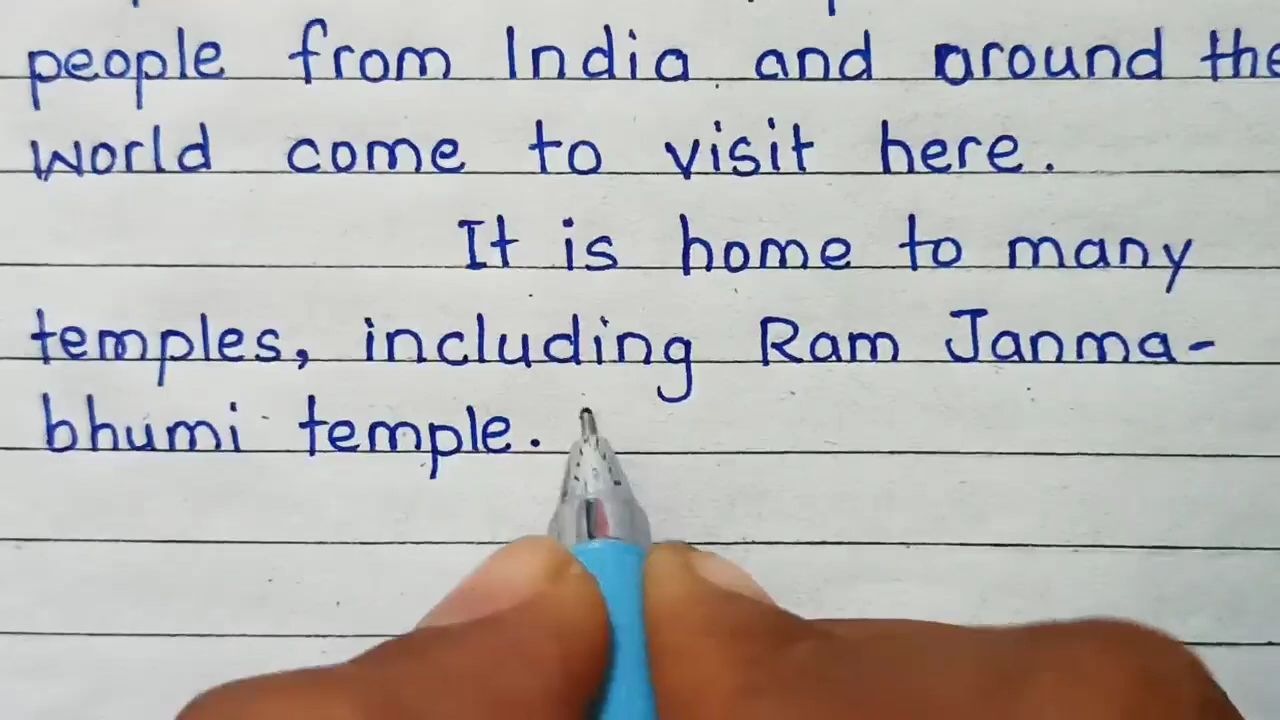 people from India and around the
world come to visit here.
It is home to many
temples, including Ram Janma-
bhumi temple.